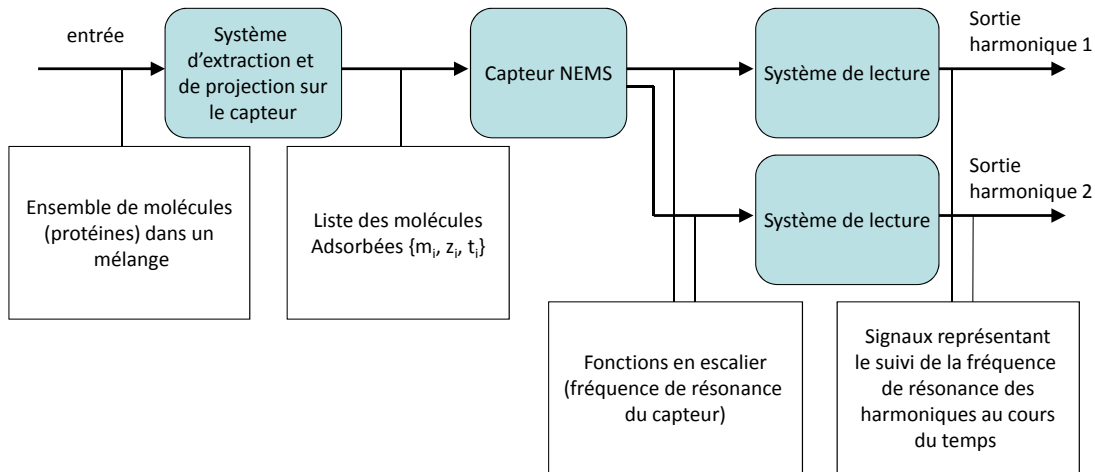 entrée
Système
d'extraction et
de projection sur
le capteur
Capteur NEMS
Système de lecture
Sortie
harmonique 1
Système de lecture
Sortie
harmonique 2
Ensemble de molécules
(protéines) dans un
mélange
Liste des molécules
Adsorbées {mᵢ, zᵢ, tᵢ}
Fonctions en escalier
(fréquence de résonance
du capteur)
Signaux représentant
le suivi de la fréquence
de résonance des
harmoniques au cours
du temps